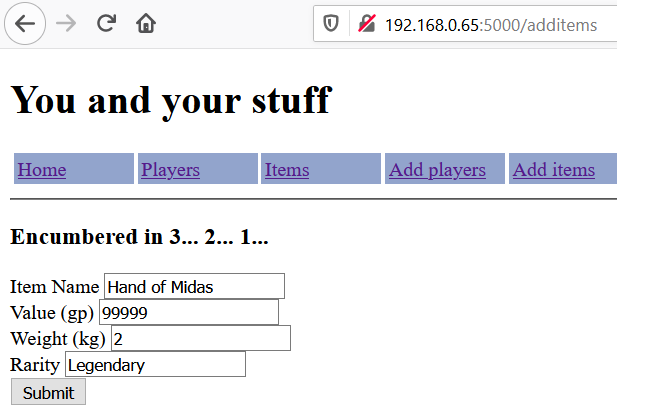 192.168.0.65:5000/additems
You and your stuff
Home Players Items Add players Add items
Encumbered in 3... 2... 1...
Item Name Hand of Midas
Value (gp) 99999
Weight (kg) 2
Rarity Legendary
Submit